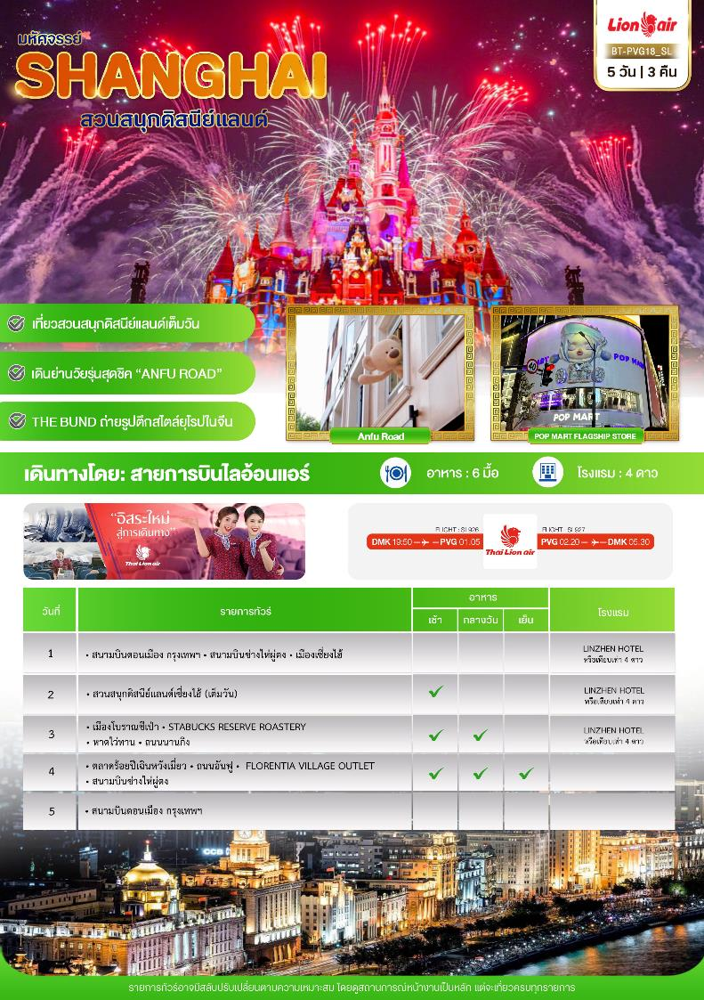 มหัศจรรย์
SHANGHAI
สวนสนุกดิสนีย์แลนด์
Lion air
BT-PVG18_SL
5 วัน | 3 คืน
เที่ยวสวนสนุกดิสนีย์แลนด์เต็มวัน
เดินย่านวัยรุ่นสุดชิค “ANFU ROAD”
THE BUND ถ่ายรูปตึกสไตล์ยุโรปในจีน
POP MART
POP MART
40
Anfu Road
POP MART FLAGSHIP STORE
เดินทางโดย: สายการบินไลอ้อนแอร์
อาหาร : 6 มื้อ
โรงแรม : 4 ดาว
“อิสระใหม่
สู่การเดินทาง”
Thai Lion air
FLIGHT : SL926
DMK 19:50 PVG 01.05
Thai Lion air
FLIGHT : SL927
PVG 02.20 DMK 05.30
วันที่
รายการทัวร์
อาหาร
เช้า กลางวัน เย็น
โรงแรม
1
• สนามบินดอนเมือง กรุงเทพฯ • สนามบินซ่างไห่ผู่ตง • เมืองเซี่ยงไฮ้
LINZHEN HOTEL
หรือเทียบเท่า 4 ดาว
2
• สวนสนุกดิสนีย์แลนด์เซี่ยงไฮ้ (เต็มวัน)
LINZHEN HOTEL
หรือเทียบเท่า 4 ดาว
3
• เมืองโบราณซีเป่า • STABUCKS RESERVE ROASTERY
• หาดไว่ทาน • ถนนนานกิง
LINZHEN HOTEL
หรือเทียบเท่า 4 ดาว
4
• ตลาดร้อยปีเฉินหวังเมี่ยว • ถนนอันฟู • FLORENTIA VILLAGE OUTLET
• สนามบินซ่างไห่ผู่ตง
5
• สนามบินดอนเมือง กรุงเทพฯ
CCB
รายการทัวร์อาจมีสลับปรับเปลี่ยนตามความเหมาะสม โดยดูสถานการณ์หน้างานเป็นหลัก แต่จะเที่ยวครบทุกรายการ